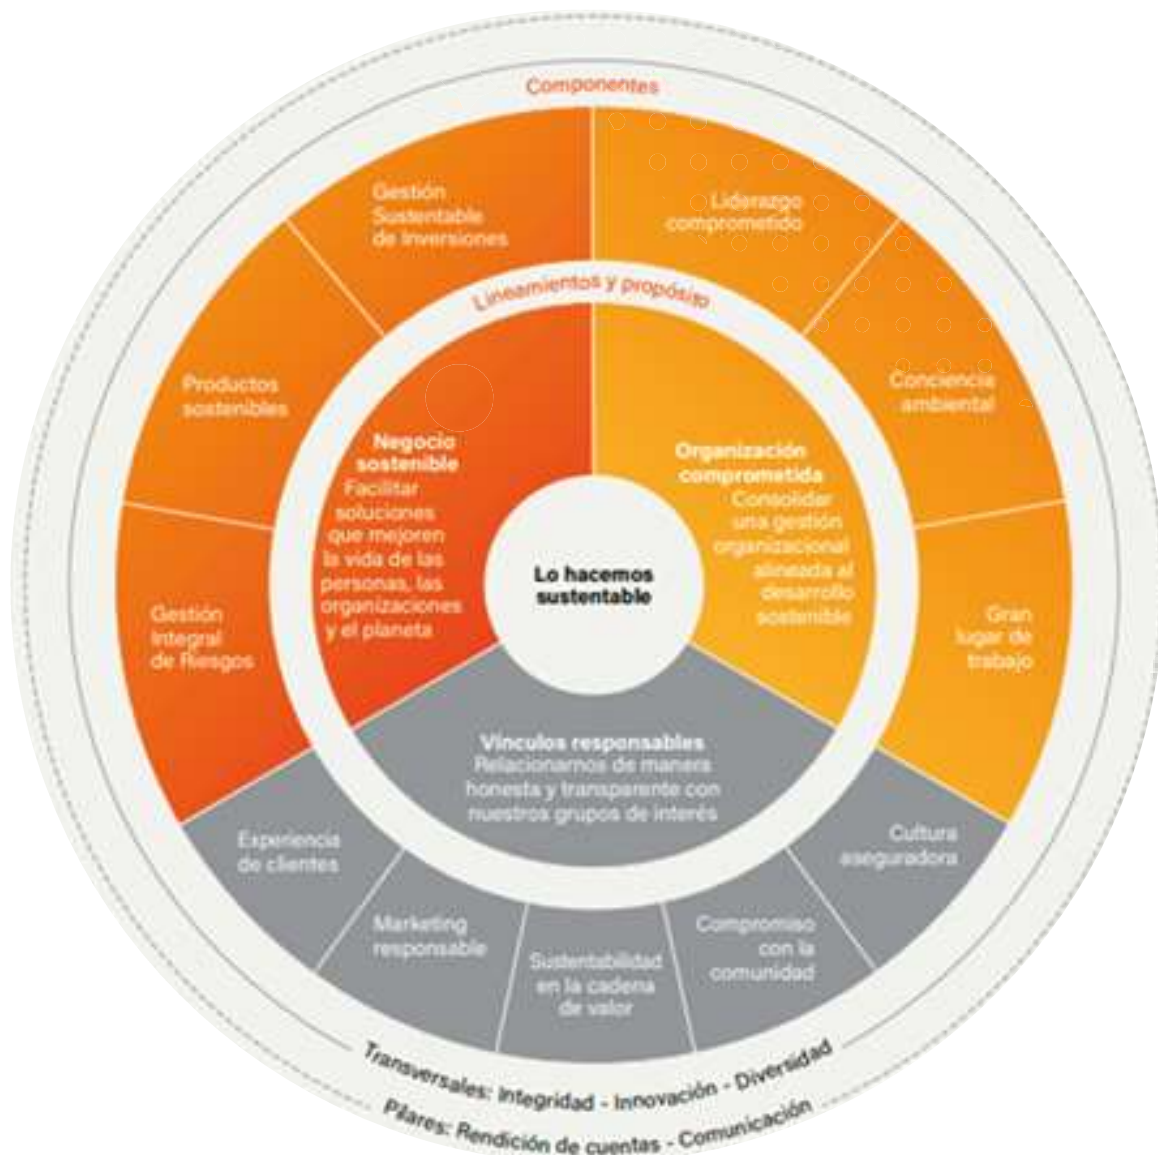 Componentes
Gestión
Sustentable
de Inversiones
Liderazgo
comprometido
Productos
sostenibles
Conciencia
ambiental
Gestión
Integral
de Riesgos
Gran
lugar de
trabajo
Lineamientos y propósito
Negocio
sostenible
Facilitar
soluciones
que mejoren
la vida de las
personas, las
organizaciones
y el planeta
Organización
comprometida
Consolidar
una gestión
organizacional
alineada al
desarrollo
sostenible
Lo hacemos
sustentable
Vínculos responsables
Relacionarnos de manera
honesta y transparente con
nuestros grupos de interés
Experiencia
de clientes
Marketing
responsable
Sustentabilidad
en la cadena
de valor
Compromiso
con la
comunidad
Cultura
aseguradora
Transversales: Integridad - Innovación - Diversidad
Pilares: Rendición de cuentas - Comunicación